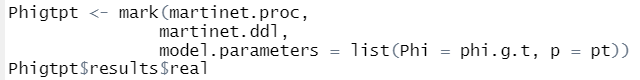 Phigtpt <- mark(martinet.proc,
martinet.ddl,
model.parameters = list(Phi = phi.g.t, p = pt))
Phigtpt$results$real